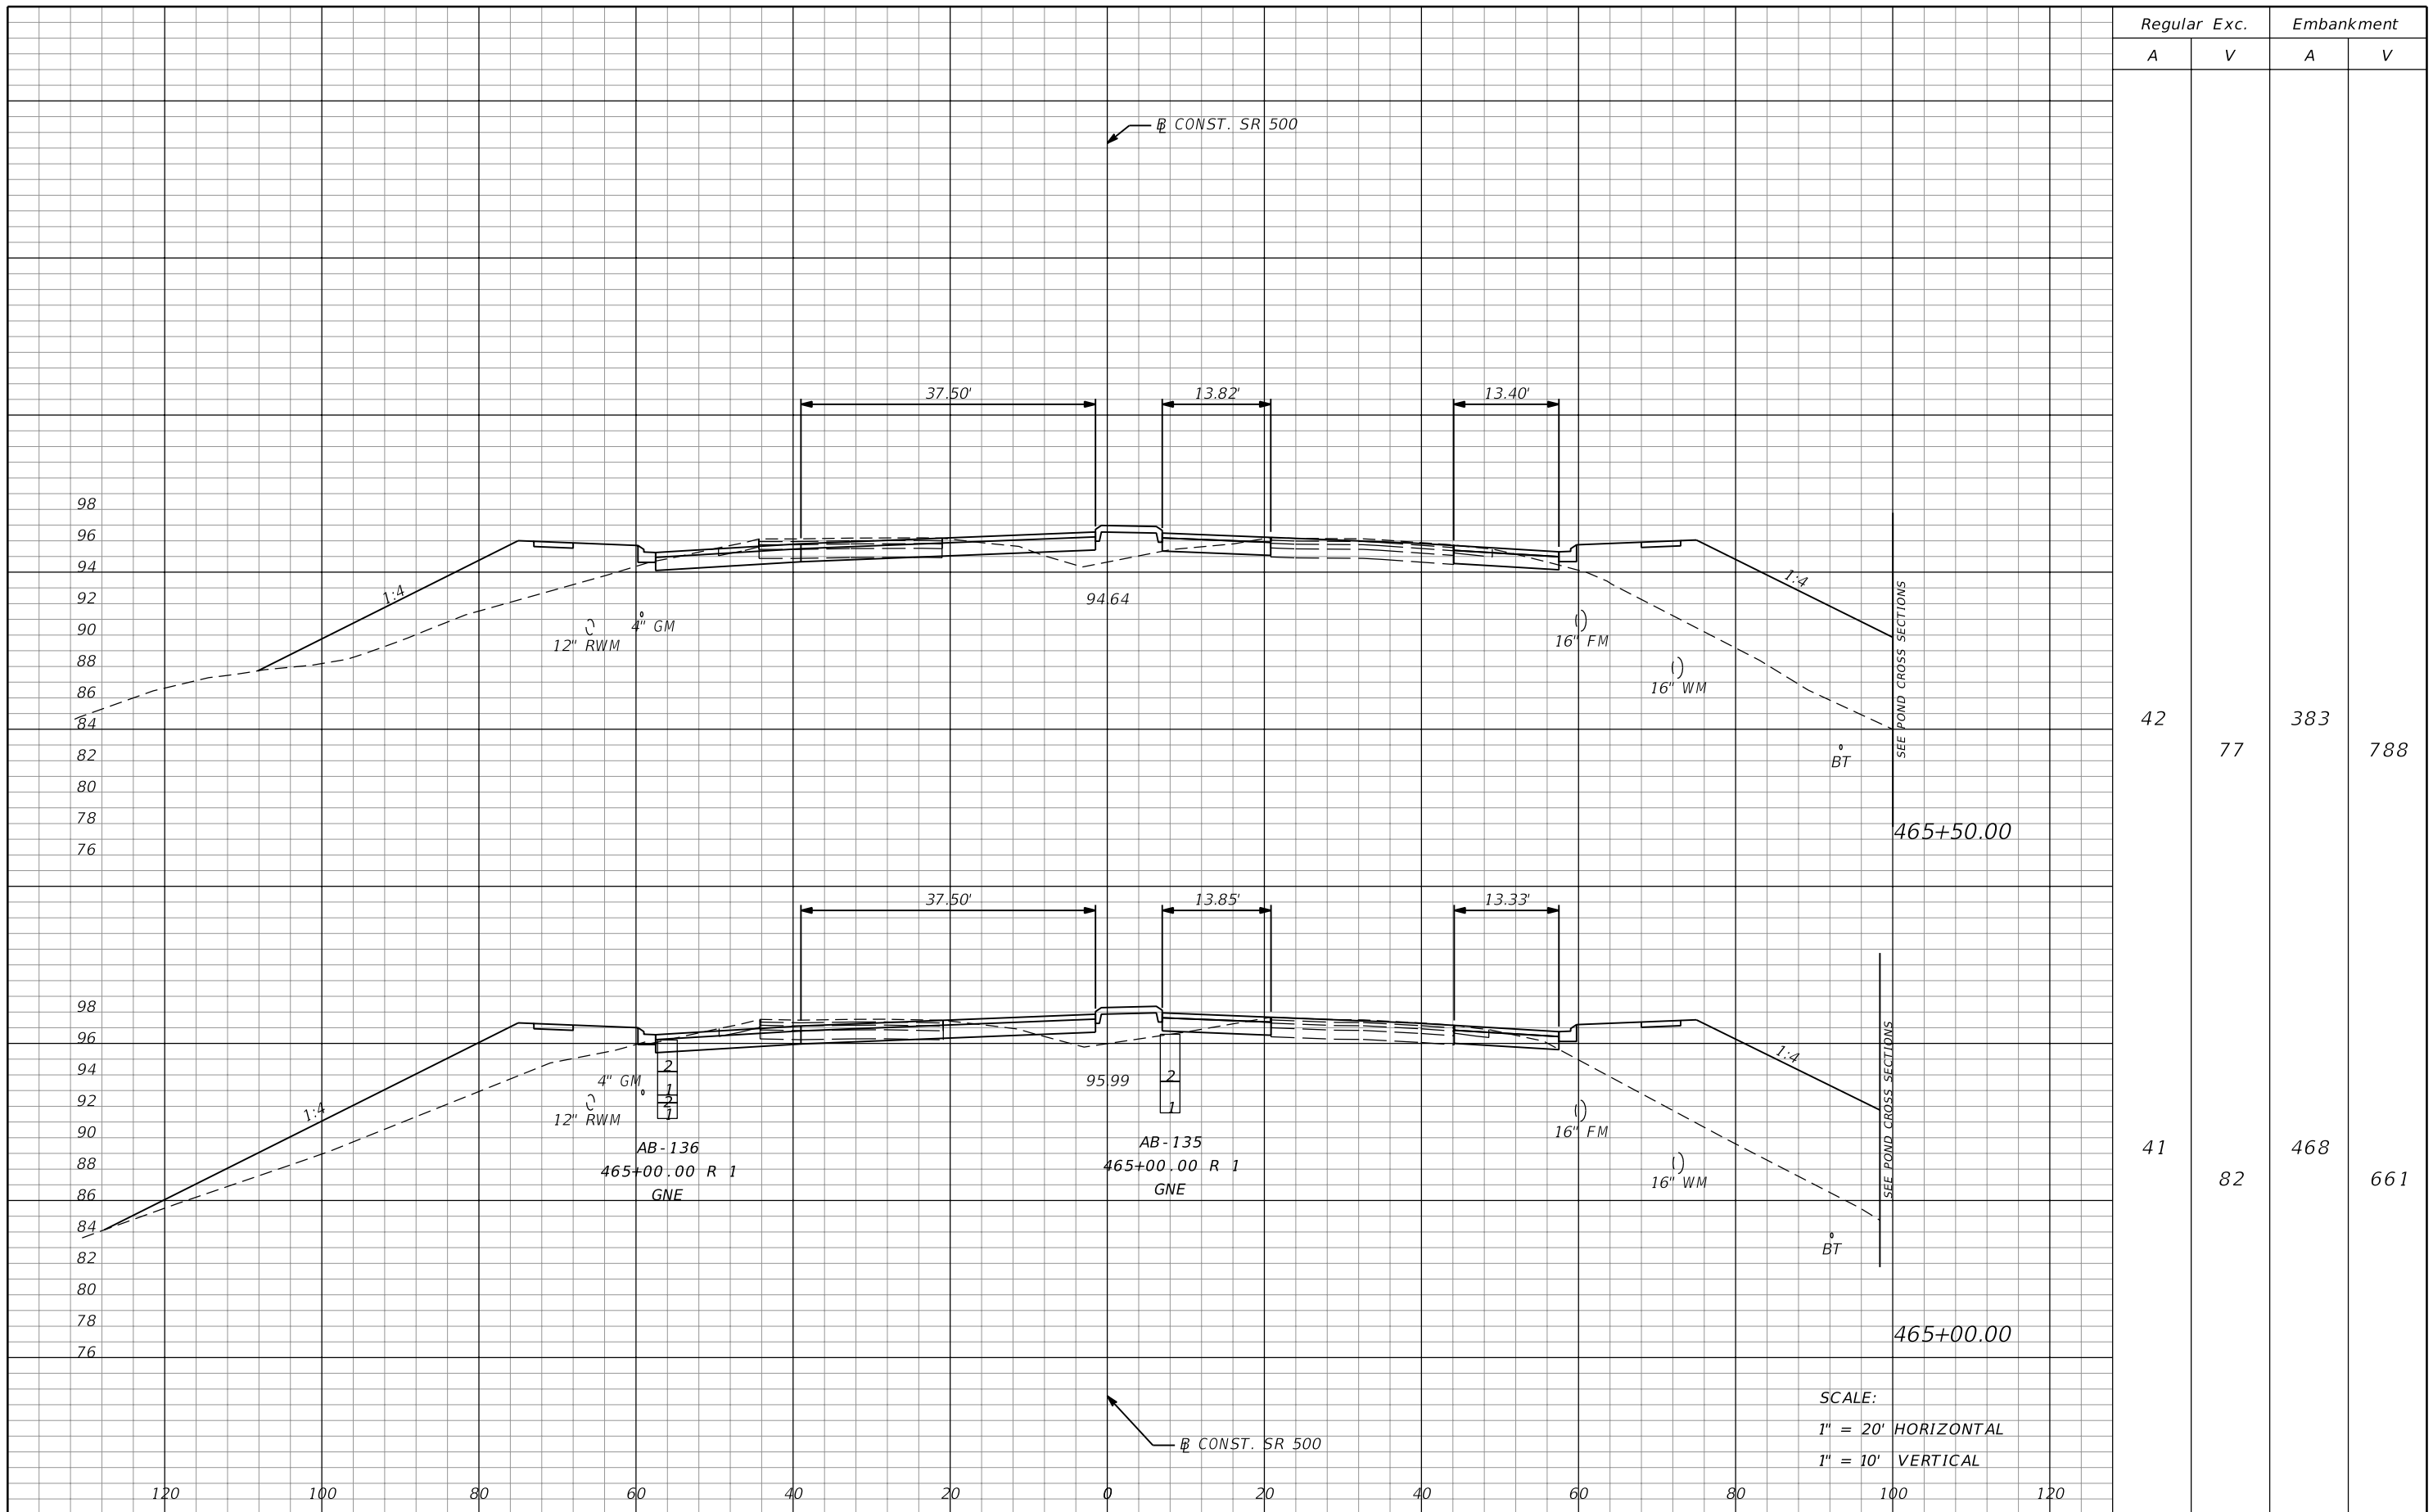 Regular Exc. Embankment
A V A V
BL CONST. SR 500
37.50' 13.82' 13.40'
98
96
94
92
90
88
86
84
82
80
78
76
1:4
1:4
94.64
4" GM
12" RWM
16" FM
16" WM
BT
SEE POND CROSS SECTIONS
42 383
77 788
465+50.00
37.50' 13.85' 13.33'
98
96
94
92
90
88
86
84
82
80
78
76
1:4
1:4
95.99
4" GM
12" RWM
2
1
2
1
2
1
16" FM
16" WM
BT
SEE POND CROSS SECTIONS
AB-136
465+00.00 R 1
GNE
AB-135
465+00.00 R 1
GNE
41 468
82 661
465+00.00
SCALE:
1" = 20' HORIZONTAL
1" = 10' VERTICAL
BL CONST. SR 500
120 100 80 60 40 20 0 20 40 60 80 100 120